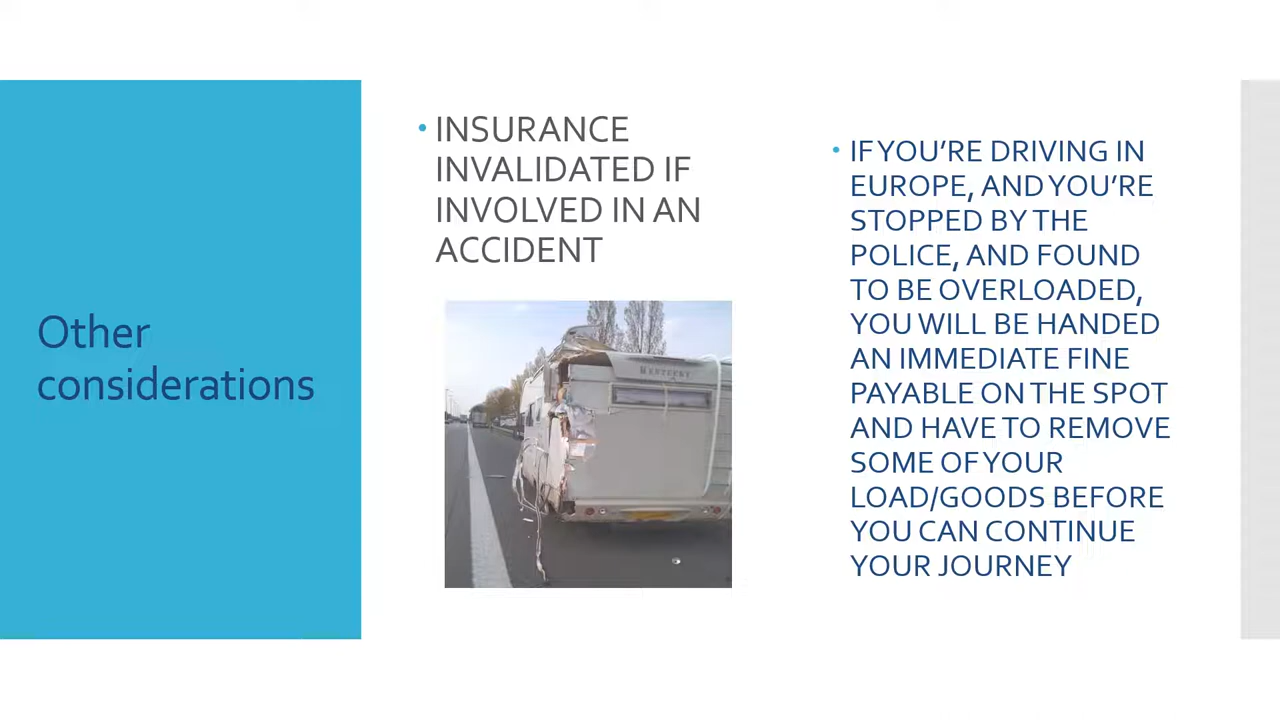 Other
considerations
• INSURANCE
INVALIDATED IF
INVOLVED IN AN
ACCIDENT
• IF YOU’RE DRIVING IN
EUROPE, AND YOU’RE
STOPPED BY THE
POLICE, AND FOUND
TO BE OVERLOADED,
YOU WILL BE HANDED
AN IMMEDIATE FINE
PAYABLE ON THE SPOT
AND HAVE TO REMOVE
SOME OF YOUR
LOAD/GOODS BEFORE
YOU CAN CONTINUE
YOUR JOURNEY